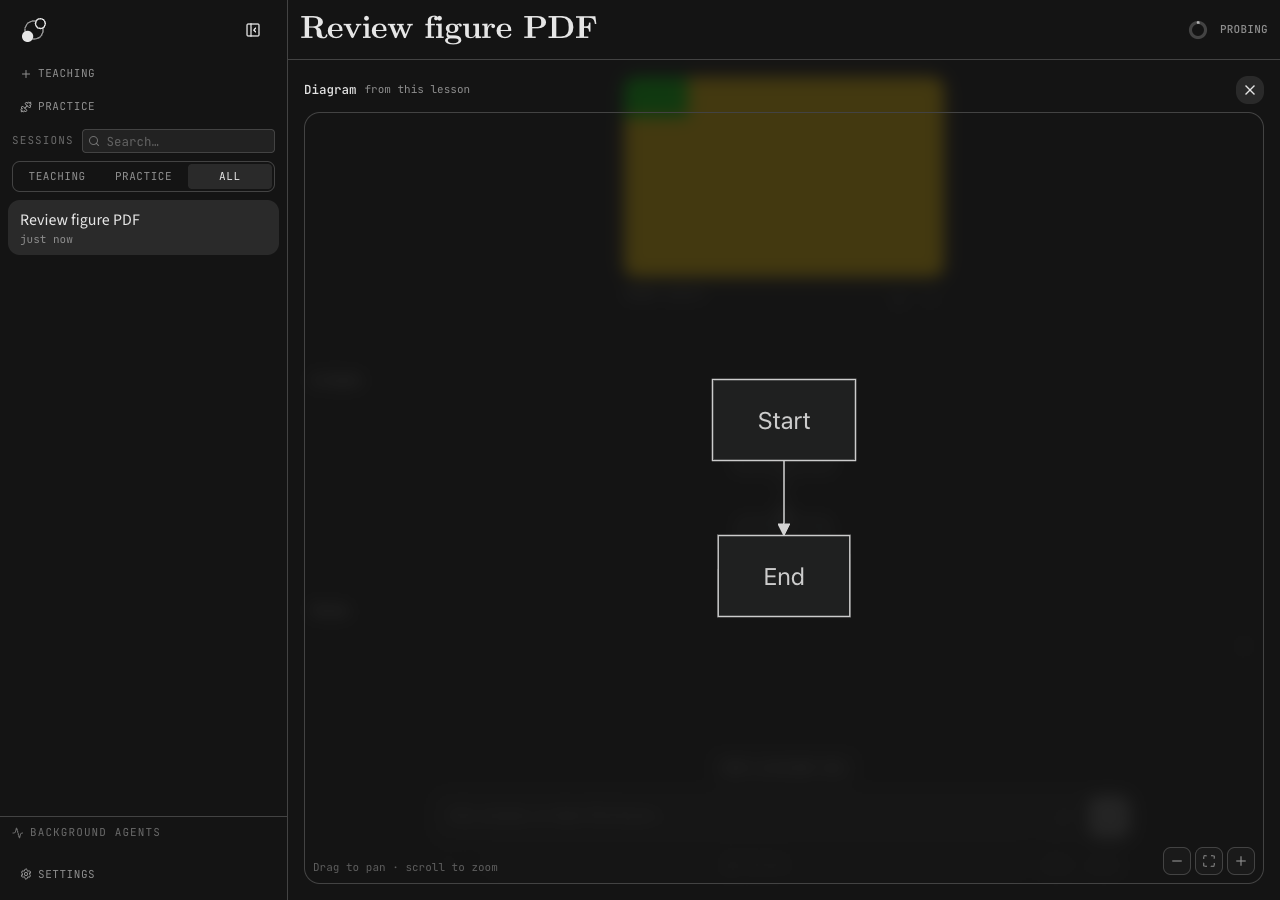 Review figure PDF
PROBING
TEACHING
PRACTICE
SESSIONS
Search…
TEACHING PRACTICE ALL
Review figure PDF
just now
BACKGROUND AGENTS
SETTINGS
Diagram from this lesson
Start
End
Drag to pan · scroll to zoom